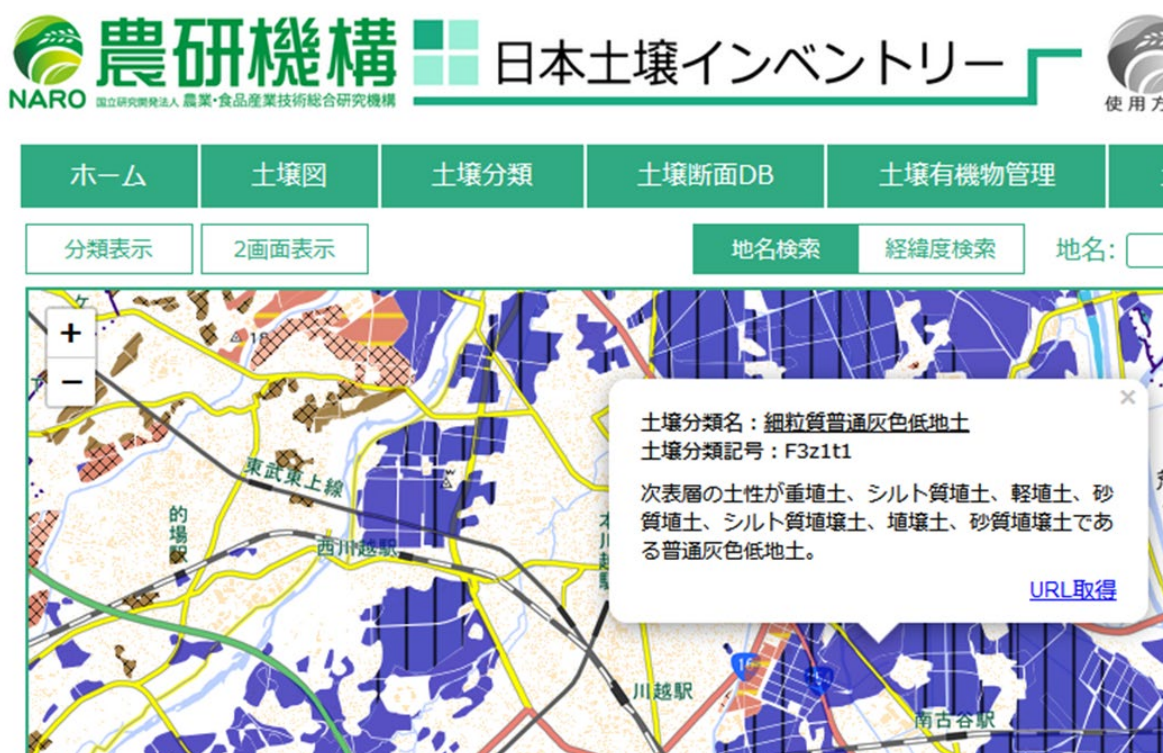 農研機構
NARO
国立研究開発法人 農業・食品産業技術総合研究機構
日本土壌インベントリー
使用方
ホーム
土壌図
土壌分類
土壌断面DB
土壌有機物管理
分類表示
2画面表示
地名検索
経緯度検索
地名:
+
−
18
×
土壌分類名：細粒質普通灰色低地土
土壌分類記号：F3z1t1
次表層の土性が重埴土、シルト質埴土、軽埴土、砂
質埴土、シルト質埴壌土、埴壌土、砂質埴壌土であ
る普通灰色低地土。
URL取得
東武東上線
的場駅
西川越駅
本川越駅
16
川越駅
南古谷駅